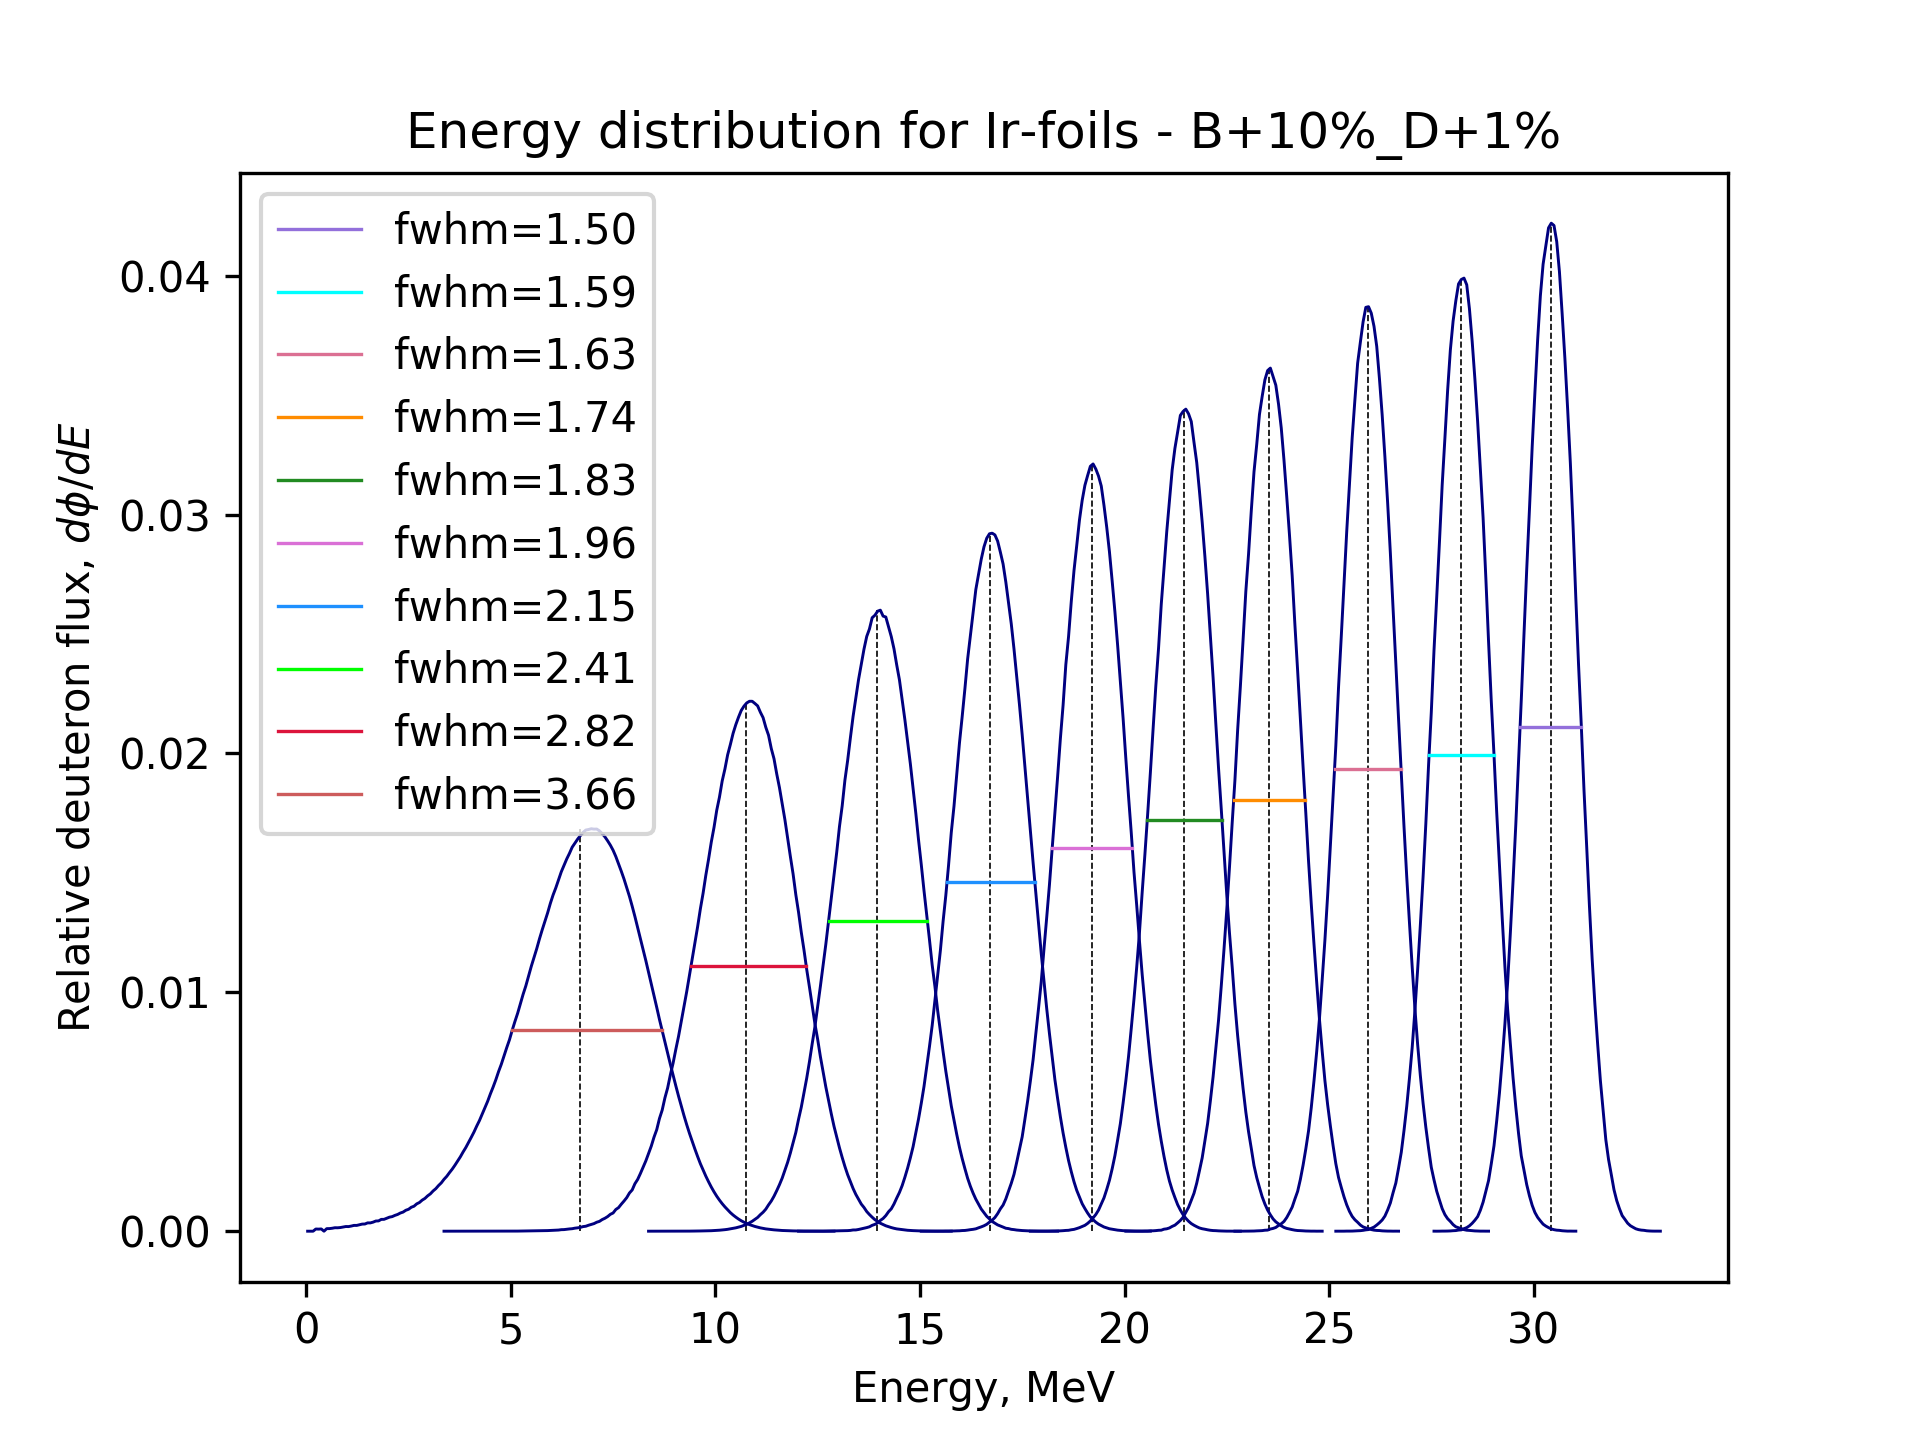 Energy distribution for Ir-foils - B+10%_D+1%
fwhm=1.50
fwhm=1.59
fwhm=1.63
fwhm=1.74
fwhm=1.83
fwhm=1.96
fwhm=2.15
fwhm=2.41
fwhm=2.82
fwhm=3.66
Relative deuteron flux, dϕ/dE
0.04
0.03
0.02
0.01
0.00
0 5 10 15 20 25 30
Energy, MeV